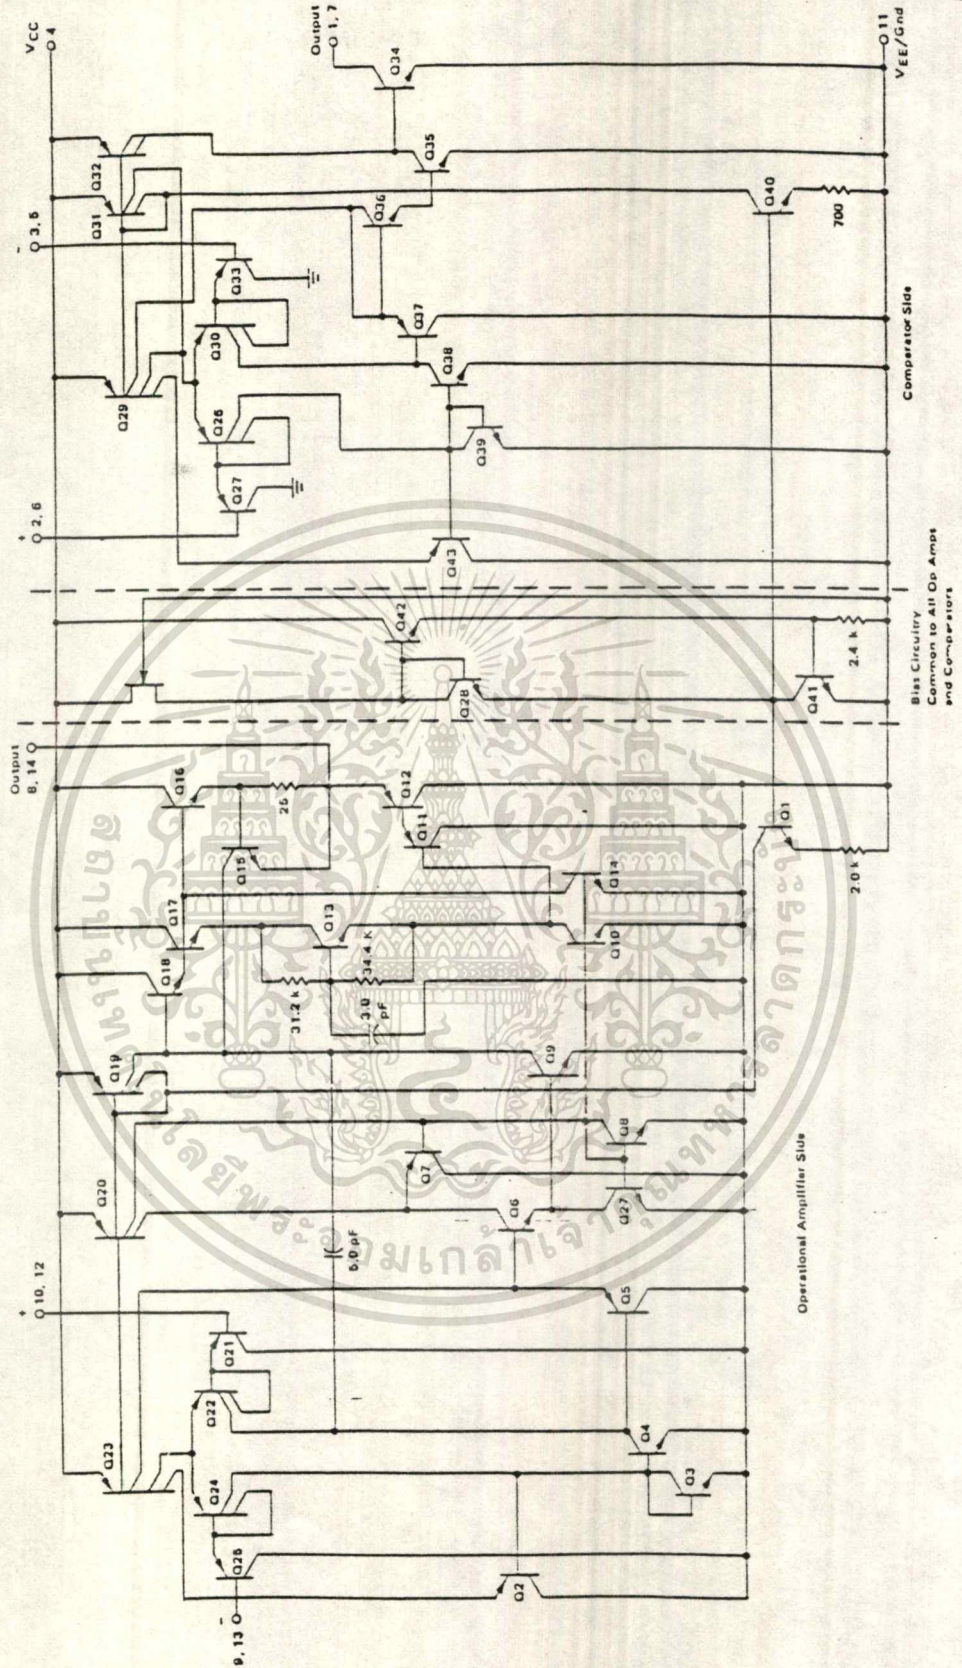 VCC
4
Output
1, 7
Q34
11
VEE/Gnd
Q32
Q31
Q35
Q36
Q40
700
-
3, 5
Q29
Q33
Q30
Q37
Q38
Q26
Q39
Q27
+
2, 6
Q43
Comparator Side
Q42
Q28
Q41
2.4 k
Bias Circuitry
Common to All Op Amps
and Comparators
Output
8, 14
Q16
25
Q12
Q11
Q15
Q14
Q1
2.0 k
Q17
Q13
Q10
Q18
31.2 k
34.4 K
3.0
pF
Q19
Q9
Q20
Q7
Q8
Q6
Q27
5.0 pF
+
10, 12
Q21
Q5
Q22
Q23
Q4
Q24
Q3
Q25
Q2
9, 13
-
Operational Amplifier Side